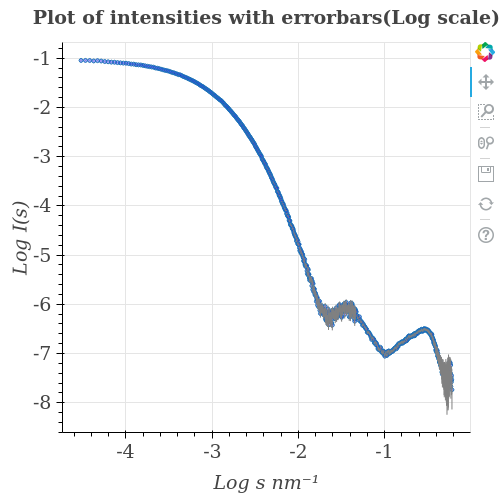 Plot of intensities with errorbars(Log scale)
-1
-2
-3
-4
-5
-6
-7
-8
Log I(s)
-4 -3 -2 -1
Log s nm⁻¹